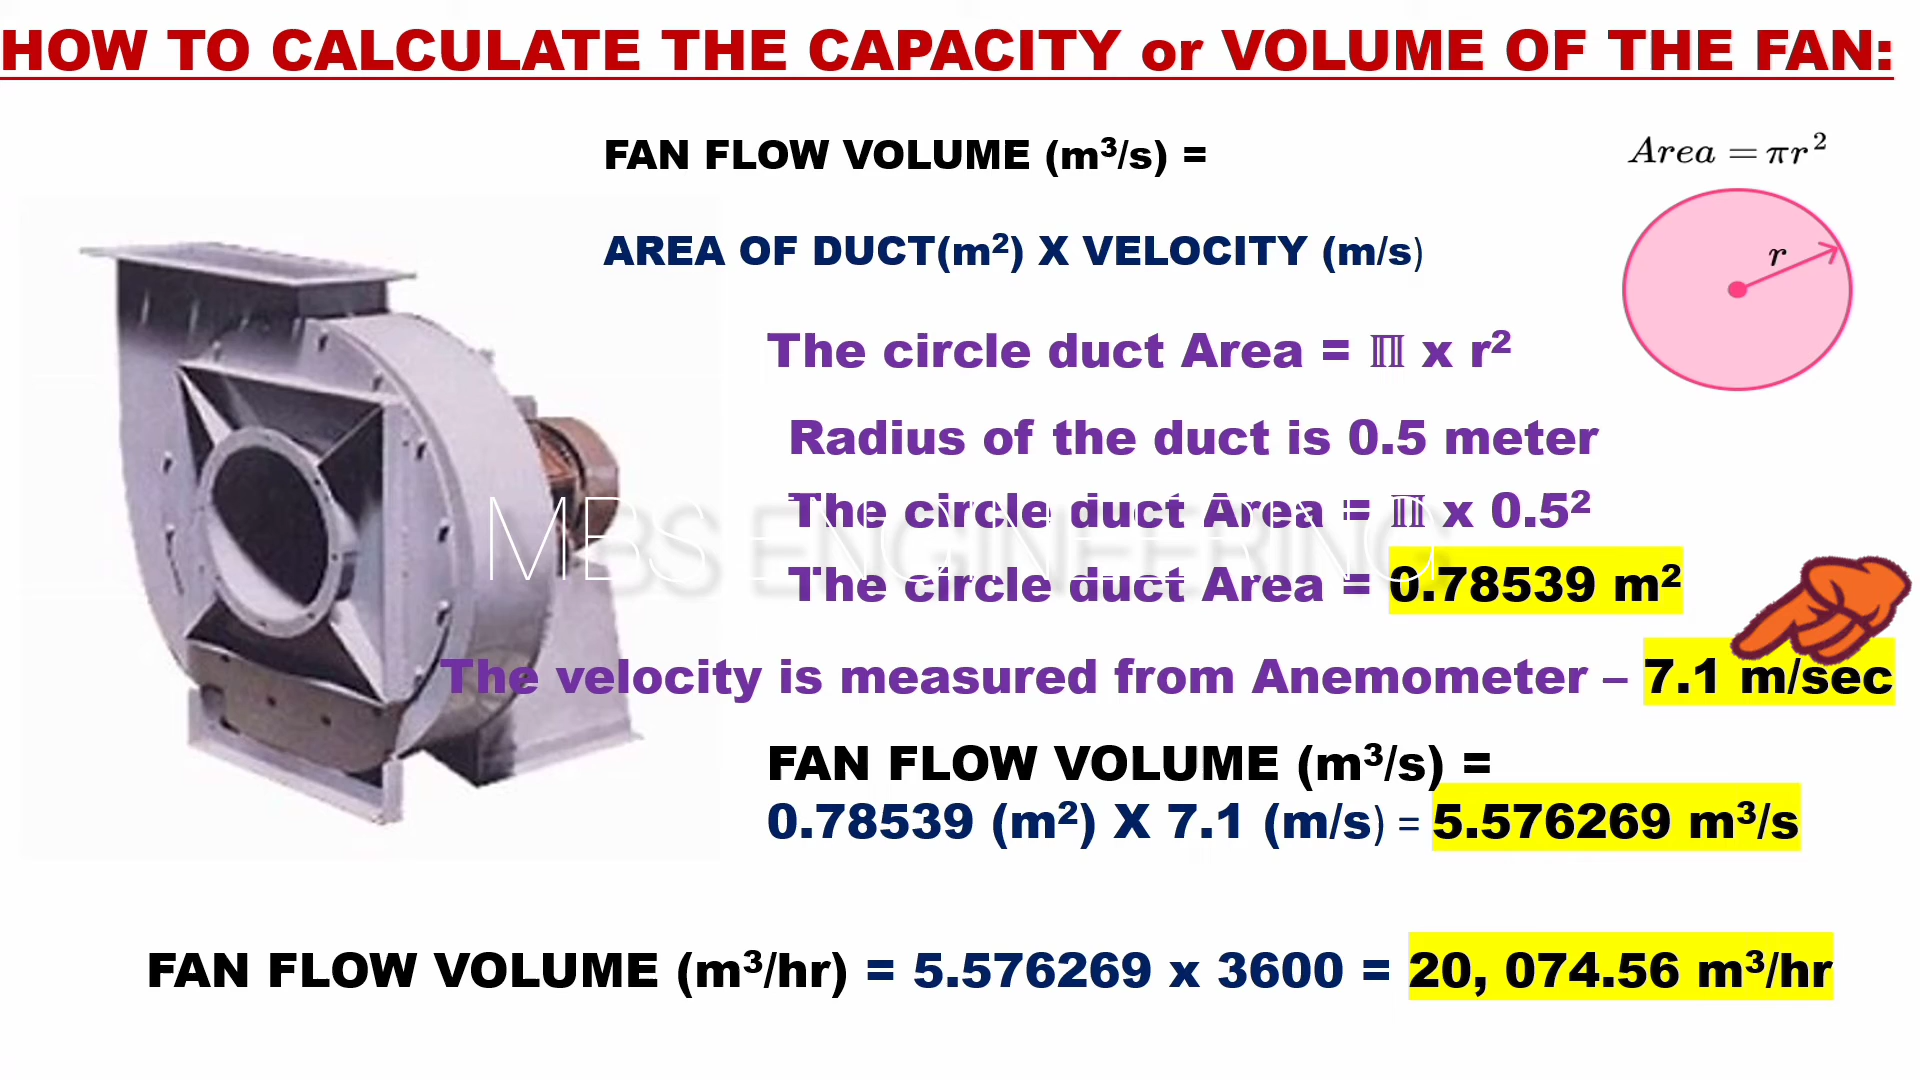 HOW TO CALCULATE THE CAPACITY or VOLUME OF THE FAN:
FAN FLOW VOLUME (m³/s) =
Area = πr²
AREA OF DUCT(m²) X VELOCITY (m/s)
r
The circle duct Area = ℿ x r²
Radius of the duct is 0.5 meter
The circle duct Area = ℿ x 0.5²
MBS ENGINEERING
The circle duct Area = 0.78539 m²
The velocity is measured from Anemometer – 7.1 m/sec
FAN FLOW VOLUME (m³/s) =
0.78539 (m²) X 7.1 (m/s) = 5.576269 m³/s
FAN FLOW VOLUME (m³/hr) = 5.576269 x 3600 = 20, 074.56 m³/hr